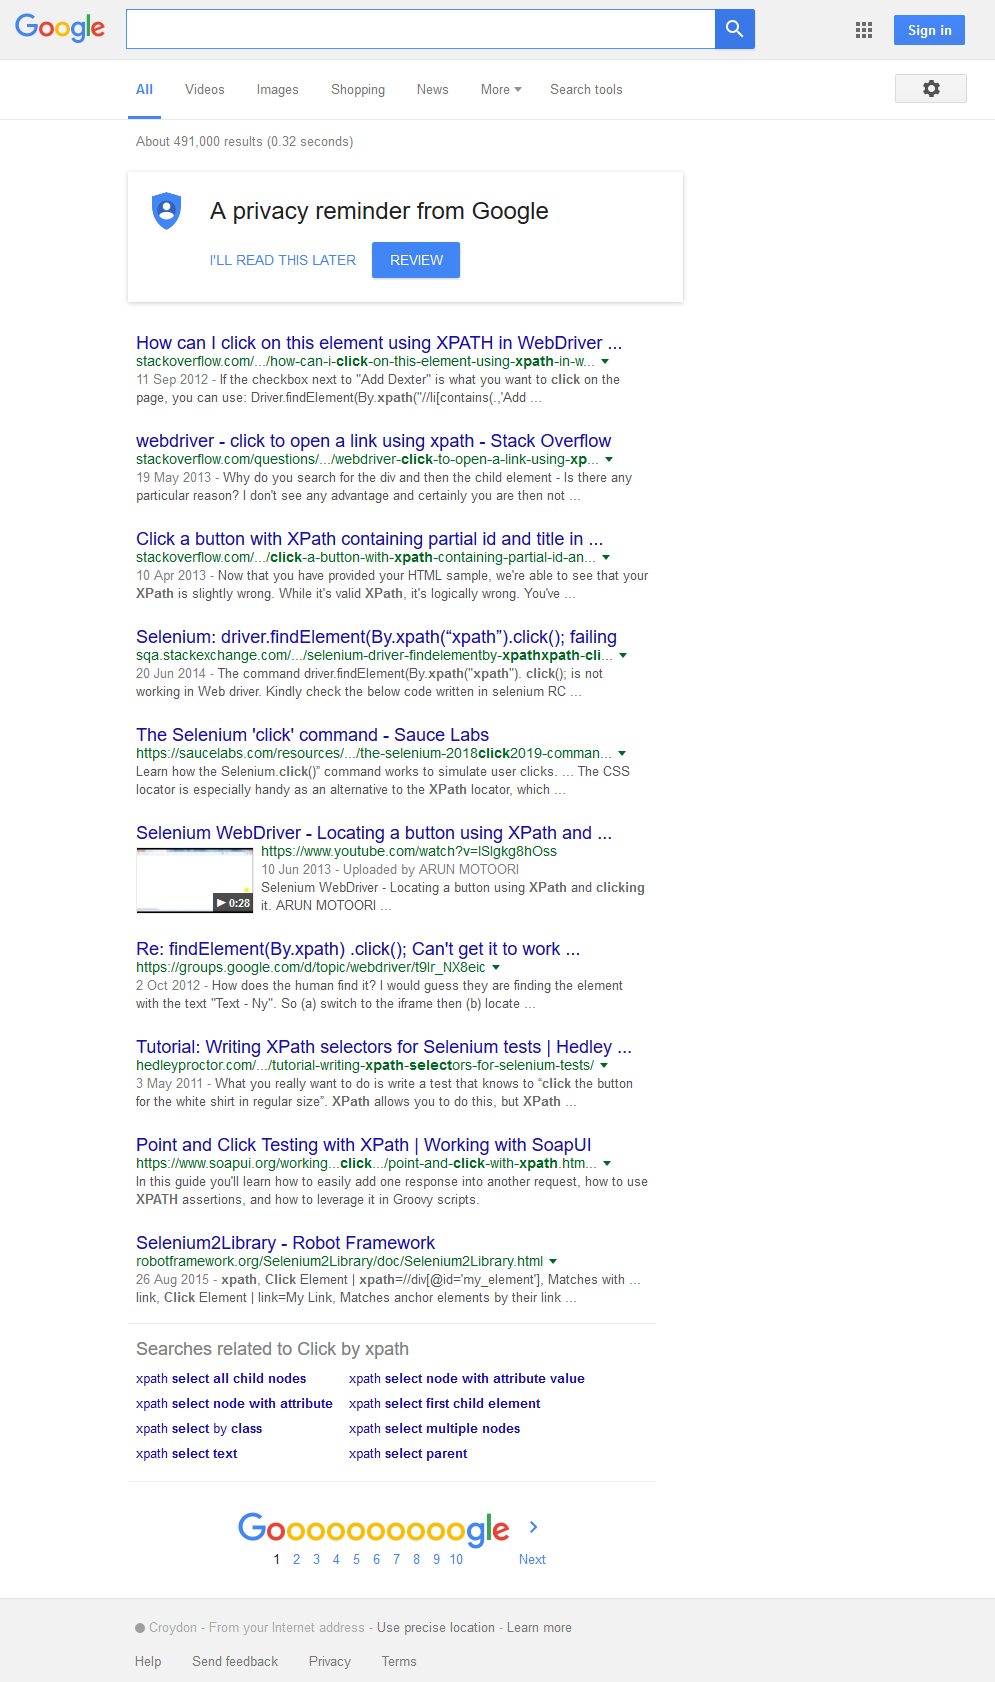 Google
Sign in
All Videos Images Shopping News More Search tools
About 491,000 results (0.32 seconds)
A privacy reminder from Google
I'LL READ THIS LATER REVIEW
How can I click on this element using XPATH in WebDriver ...
stackoverflow.com/.../how-can-i-click-on-this-element-using-xpath-in-w...
11 Sep 2012 - If the checkbox next to "Add Dexter" is what you want to click on the
page, you can use: Driver.findElement(By.xpath("//li[contains(.,'Add ...
webdriver - click to open a link using xpath - Stack Overflow
stackoverflow.com/questions/.../webdriver-click-to-open-a-link-using-xp...
19 May 2013 - Why do you search for the div and then the child element - Is there any
particular reason? I don't see any advantage and certainly you are then not ...
Click a button with XPath containing partial id and title in ...
stackoverflow.com/.../click-a-button-with-xpath-containing-partial-id-an...
10 Apr 2013 - Now that you have provided your HTML sample, we're able to see that your
XPath is slightly wrong. While it's valid XPath, it's logically wrong. You've ...
Selenium: driver.findElement(By.xpath(“xpath”).click(); failing
sqa.stackexchange.com/.../selenium-driver-findelementby-xpathxpath-cli...
20 Jun 2014 - The command driver.findElement(By.xpath("xpath"). click(); is not
working in Web driver. Kindly check the below code written in selenium RC ...
The Selenium 'click' command - Sauce Labs
https://saucelabs.com/resources/.../the-selenium-2018click2019-comman...
Learn how the Selenium.click()” command works to simulate user clicks. ... The CSS
locator is especially handy as an alternative to the XPath locator, which ...
Selenium WebDriver - Locating a button using XPath and ...
https://www.youtube.com/watch?v=lSlgkg8hOss
10 Jun 2013 - Uploaded by ARUN MOTOORI
Selenium WebDriver - Locating a button using XPath and clicking
0:28 it. ARUN MOTOORI ...
Re: findElement(By.xpath) .click(); Can't get it to work ...
https://groups.google.com/d/topic/webdriver/t9lr_NX8eic
2 Oct 2012 - How does the human find it? I would guess they are finding the element
with the text "Text - Ny". So (a) switch to the iframe then (b) locate ...
Tutorial: Writing XPath selectors for Selenium tests | Hedley ...
hedleyproctor.com/.../tutorial-writing-xpath-selectors-for-selenium-tests/
3 May 2011 - What you really want to do is write a test that knows to “click the button
for the white shirt in regular size”. XPath allows you to do this, but XPath ...
Point and Click Testing with XPath | Working with SoapUI
https://www.soapui.org/working...click.../point-and-click-with-xpath.htm...
In this guide you'll learn how to easily add one response into another request, how to use
XPATH assertions, and how to leverage it in Groovy scripts.
Selenium2Library - Robot Framework
robotframework.org/Selenium2Library/doc/Selenium2Library.html
26 Aug 2015 - xpath, Click Element | xpath=//div[@id='my_element'], Matches with ...
link, Click Element | link=My Link, Matches anchor elements by their link ...
Searches related to Click by xpath
xpath select all child nodes xpath select node with attribute value
xpath select node with attribute xpath select first child element
xpath select by class xpath select multiple nodes
xpath select text xpath select parent
Goooooooooogle
1 2 3 4 5 6 7 8 9 10 Next
Croydon - From your Internet address - Use precise location - Learn more
Help Send feedback Privacy Terms